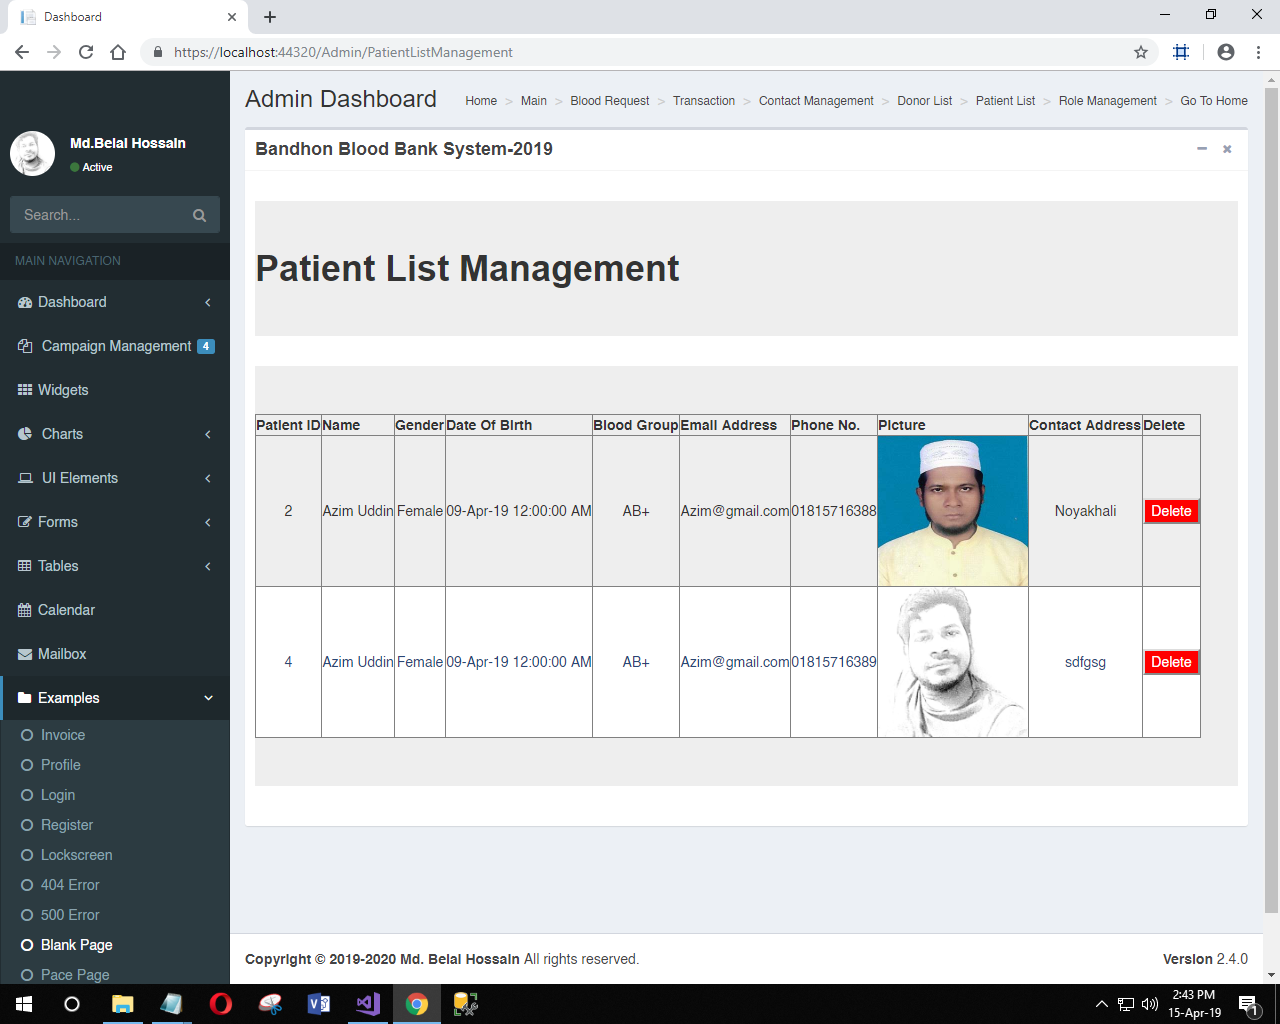 Dashboard
https://localhost:44320/Admin/PatientListManagement
Md.Belal Hossain
Active
Search...
MAIN NAVIGATION
Dashboard
Campaign Management 4
Widgets
Charts
UI Elements
Forms
Tables
Calendar
Mailbox
Examples
Invoice
Profile
Login
Register
Lockscreen
404 Error
500 Error
Blank Page
Pace Page
Admin Dashboard
Home > Main > Blood Request > Transaction > Contact Management > Donor List > Patient List > Role Management > Go To Home
Bandhon Blood Bank System-2019
Patient List Management
Patient ID Name Gender Date Of Birth Blood Group Email Address Phone No. Picture Contact Address Delete
2 Azim Uddin Female 09-Apr-19 12:00:00 AM AB+ Azim@gmail.com 01815716388 Noyakhali Delete
4 Azim Uddin Female 09-Apr-19 12:00:00 AM AB+ Azim@gmail.com 01815716389 sdfgsg Delete
Copyright © 2019-2020 Md. Belal Hossain All rights reserved.
Version 2.4.0
2:43 PM
15-Apr-19
1